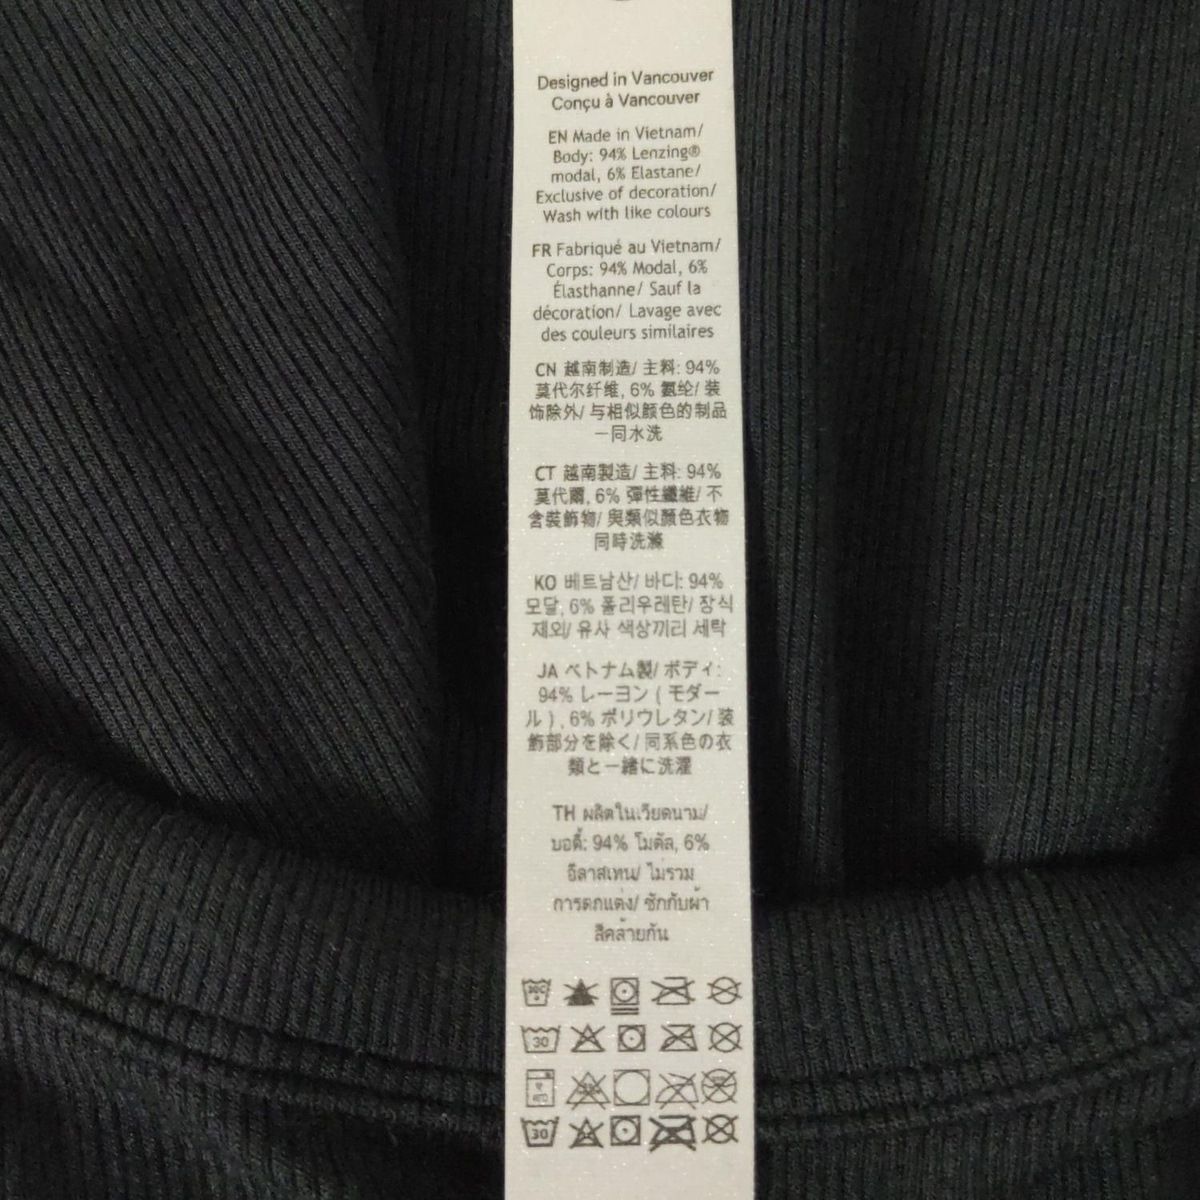 Designed in Vancouver
Conçu à Vancouver
EN Made in Vietnam/
Body: 94% Lenzing®
modal, 6% Elastane/
Exclusive of decoration/
Wash with like colours
FR Fabriqué au Vietnam/
Corps: 94% Modal, 6%
Élasthanne/ Sauf la
décoration/ Lavage avec
des couleurs similaires
CN 越南制造/ 主料: 94%
莫代尔纤维, 6% 氨纶/ 装
饰除外/ 与相似颜色的制品
一同水洗
CT 越南製造/ 主料: 94%
莫代爾, 6% 彈性纖維/ 不
含裝飾物/ 與類似顏色衣物
同時洗滌
KO 베트남산/ 바디: 94%
모달, 6% 폴리우레탄/ 장식
제외/ 유사 색상끼리 세탁
JA ベトナム製/ ボディ:
94% レーヨン ( モダー
ル ), 6% ポリウレタン/ 装
飾部分を除く/ 同系色の衣
類と一緒に洗濯
TH ผลิตในเวียดนาม/
บอดี้: 94% โมดัล, 6%
อีลาสเทน/ ไม่รวม
การตกแต่ง/ ซักกับผ้า
สีคล้ายกัน
30C
30
30